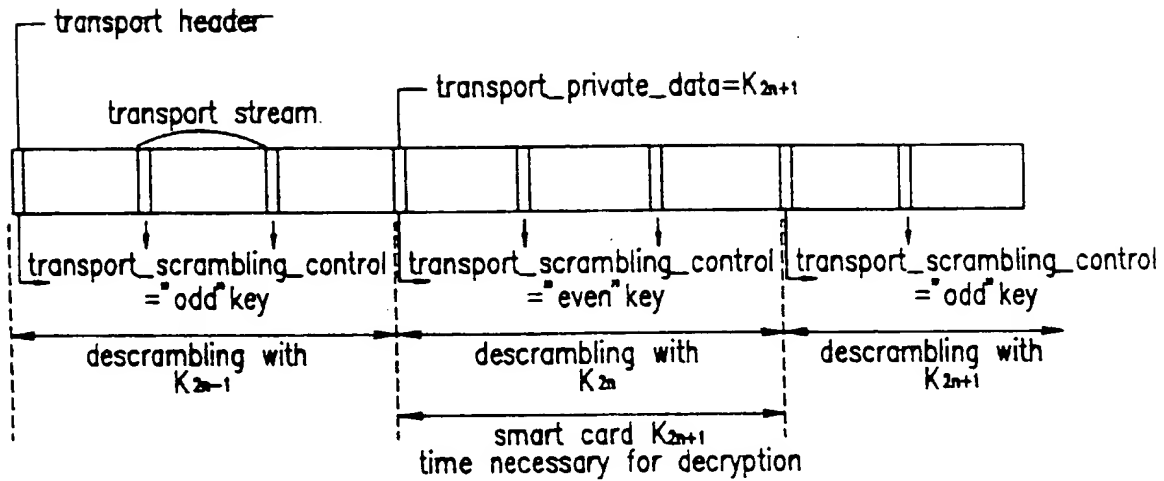 transport header
transport_private_data=K2n+1
transport stream.
transport_scrambling_control
="odd" key
transport_scrambling_control
="even" key
transport_scrambling_control
="odd" key
descrambling with
K2n-1
descrambling with
K2n
descrambling with
K2n+1
smart card K2n+1
time necessary for decryption